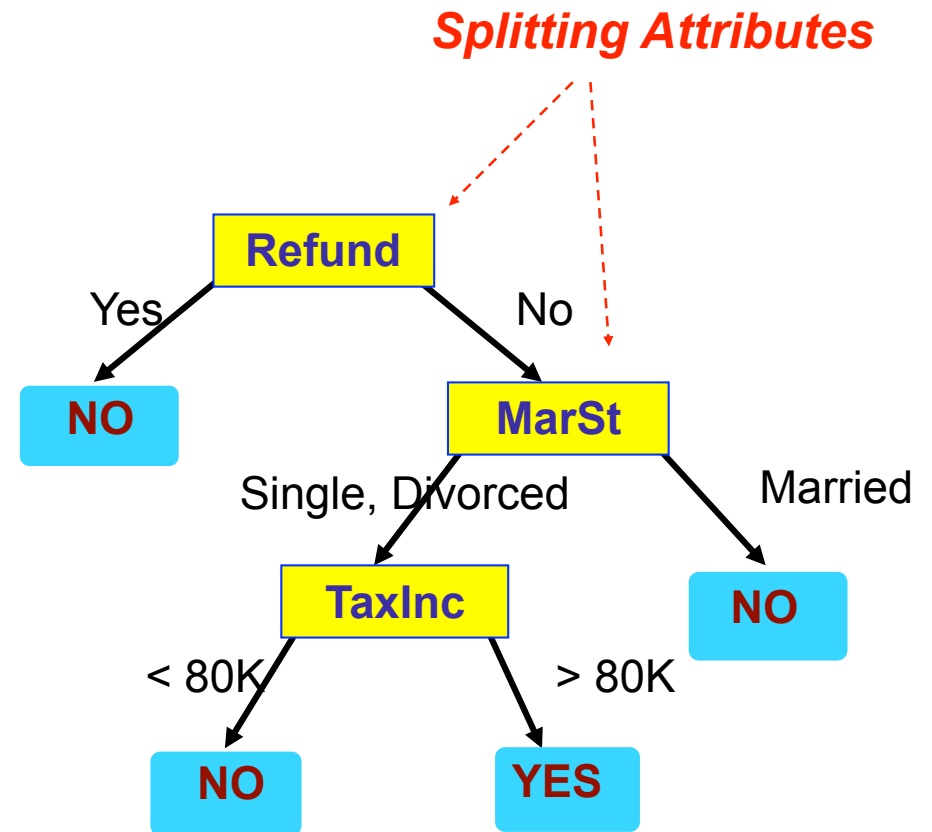 Splitting Attributes
Refund
Yes
No
NO
MarSt
Single, Divorced
Married
TaxInc
NO
< 80K
> 80K
NO
YES